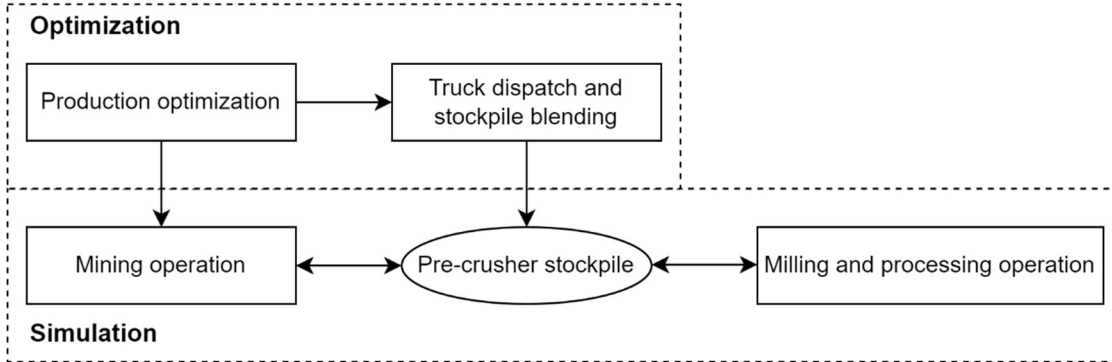 Optimization
Production optimization
Truck dispatch and
stockpile blending
Mining operation
Pre-crusher stockpile
Milling and processing operation
Simulation